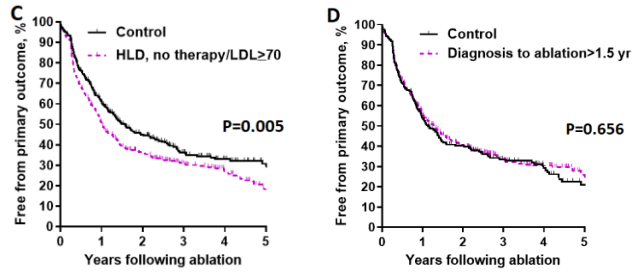 C
Free from primary outcome, %
100
90
80
70
60
50
40
30
20
10
0
Control
HLD, no therapy/LDL≥70
P=0.005
0 1 2 3 4 5
Years following ablation
D
Free from primary outcome, %
100
90
80
70
60
50
40
30
20
10
0
Control
Diagnosis to ablation>1.5 yr
P=0.656
0 1 2 3 4 5
Years following ablation